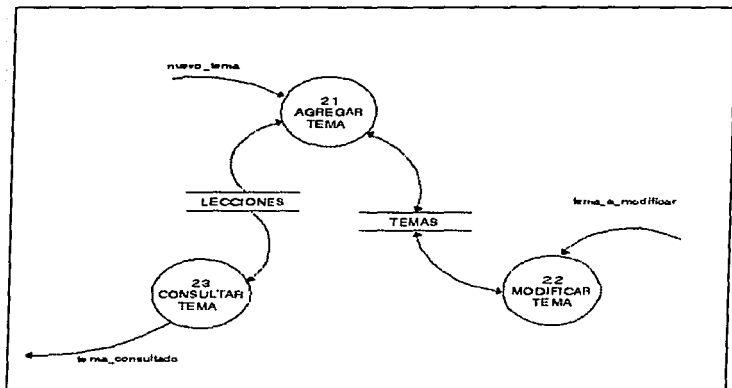 nuevo_tema
21
AGREGAR
TEMA
LECCIONES
TEMAS
tema_a_modificar
23
CONSULTAR
TEMA
22
MODIFICAR
TEMA
tema_consultado